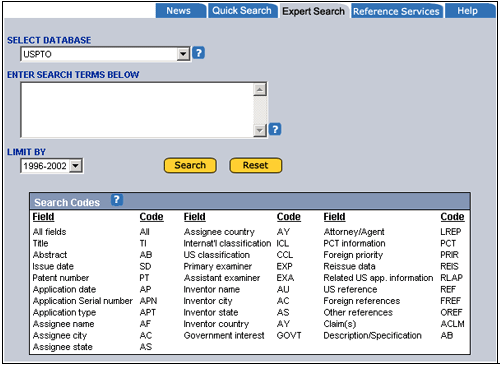 News Quick Search Expert Search Reference Services Help
SELECT DATABASE
USPTO ?
ENTER SEARCH TERMS BELOW
?
LIMIT BY
1996-2002 Search Reset
Search Codes ?
Field Code Field Code Field Code
All fields All Assignee country AY Attorney/Agent LREP
Title TI Internat'l classification ICL PCT information PCT
Abstract AB US classification CCL Foreign priority PRIR
Issue date SD Primary examiner EXP Reissue data REIS
Patent number PT Assistant examiner EXA Related US app. information RLAP
Application date AP Inventor name AU US reference REF
Application Serial number APN Inventor city AC Foreign references FREF
Application type APT Inventor state AS Other references OREF
Assignee name AF Inventor country AY Claim(s) ACLM
Assignee city AC Government interest GOVT Description/Specification AB
Assignee state AS